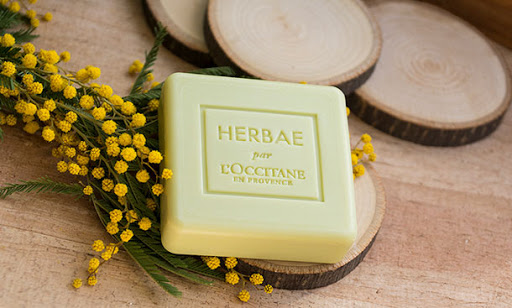 HERBAE
par
L'OCCITANE
EN PROVENCE